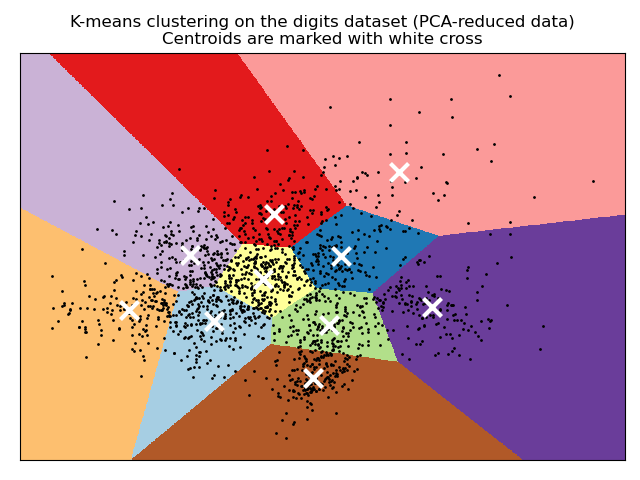 K-means clustering on the digits dataset (PCA-reduced data)
Centroids are marked with white cross